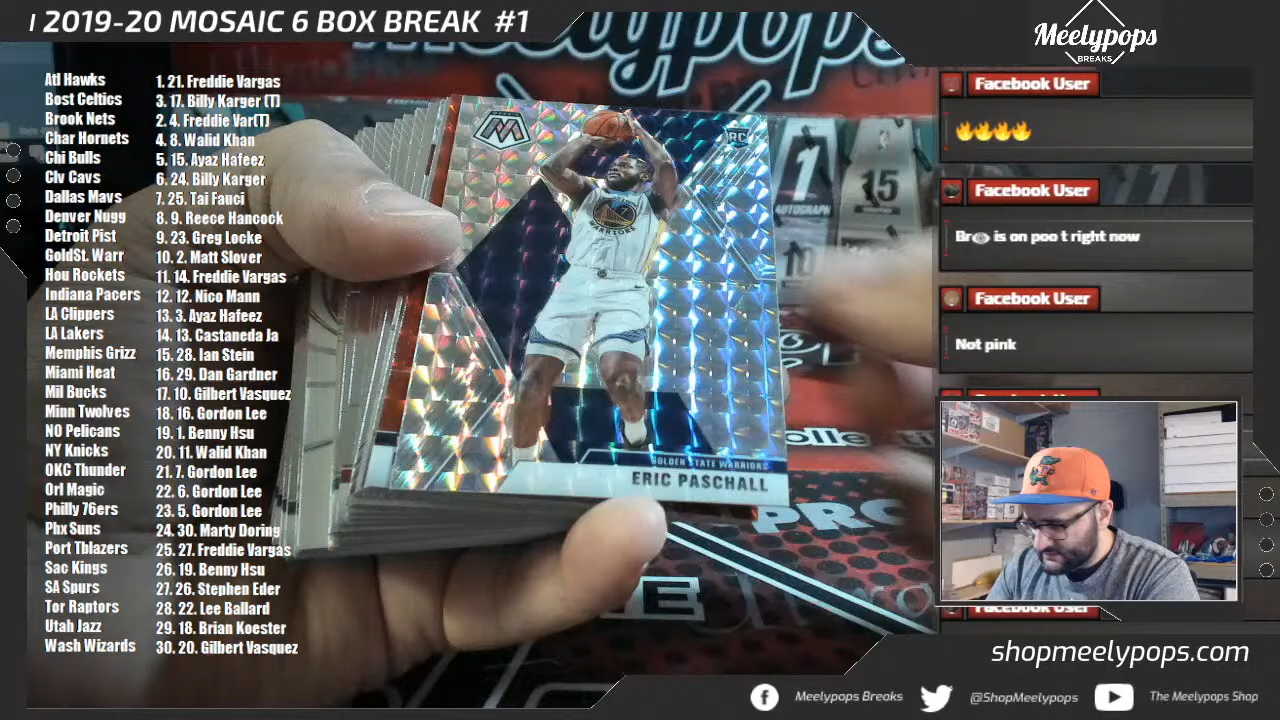 2019-20 MOSAIC 6 BOX BREAK #1
Meelypops
BREAKS
Atl Hawks 1. 21. Freddie Vargas
Bost Celtics 3. 17. Billy Karger (T)
Brook Nets 2. 4. Freddie Var(T)
Char Hornets 4. 8. Walid Khan
Chi Bulls 5. 15. Ayaz Hafeez
Clv Cavs 6. 24. Billy Karger
Dallas Mavs 7. 25. Tai Fauci
Denver Nugg 8. 9. Reece Hancock
Detroit Pist 9. 23. Greg Locke
GoldSt. Warr 10. 2. Matt Slover
Hou Rockets 11. 14. Freddie Vargas
Indiana Pacers 12. 12. Nico Mann
LA Clippers 13. 3. Ayaz Hafeez
LA Lakers 14. 13. Castaneda Ja
Memphis Grizz 15. 28. Ian Stein
Miami Heat 16. 29. Dan Gardner
Mil Bucks 17. 10. Gilbert Vasquez
Minn Twolves 18. 16. Gordon Lee
NO Pelicans 19. 1. Benny Hsu
NY Knicks 20. 11. Walid Khan
OKC Thunder 21. 7. Gordon Lee
Orl Magic 22. 6. Gordon Lee
Philly 76ers 23. 5. Gordon Lee
Phx Suns 24. 30. Marty Doring
Port Tblazers 25. 27. Freddie Vargas
Sac Kings 26. 19. Benny Hsu
SA Spurs 27. 26. Stephen Eder
Tor Raptors 28. 22. Lee Ballard
Utah Jazz 29. 18. Brian Koester
Wash Wizards 30. 20. Gilbert Vasquez
Meelypops
RC
WARRIORS
GOLDEN STATE WARRIORS
ERIC PASCHALL
1
AUTOGRAPH
15
10
PRO
Facebook User
🔥🔥🔥🔥
Facebook User
is on poo t right now
Facebook User
Not pink
Facebook User
shopmeelypops.com
Meelypops Breaks
@ShopMeelypops
The Meelypops Shop